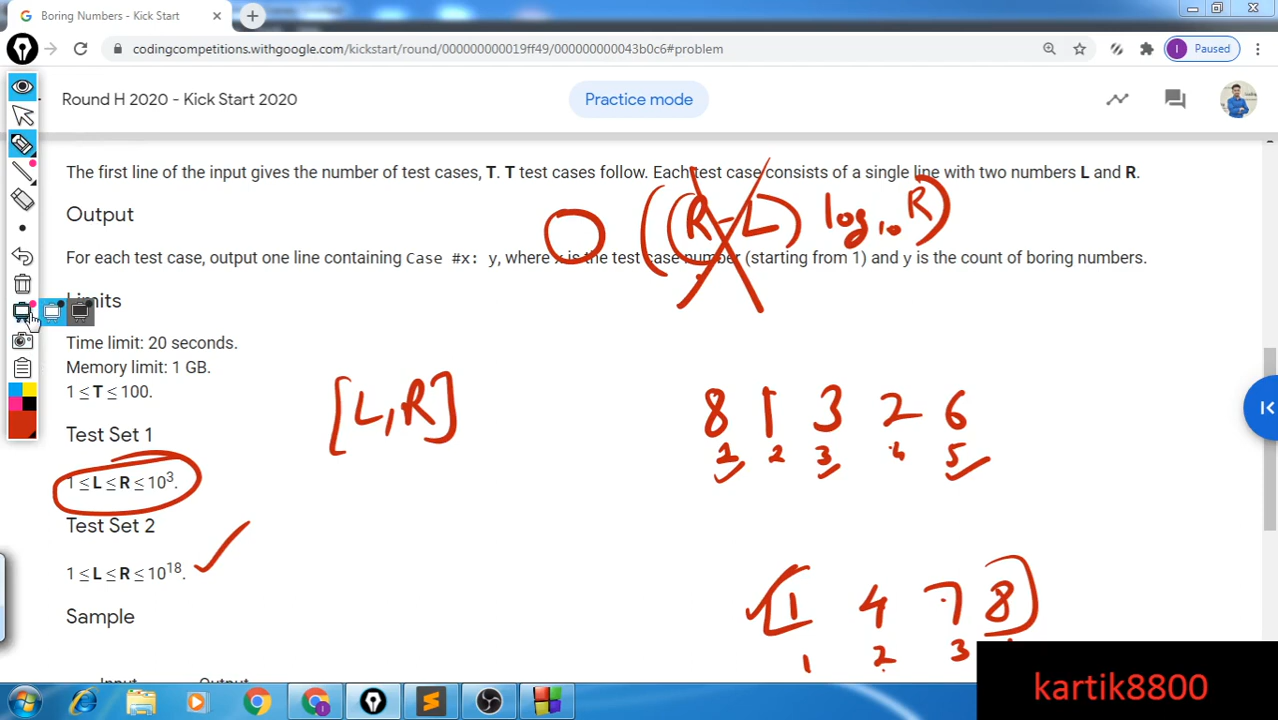 Boring Numbers - Kick Start
codingcompetitions.withgoogle.com/kickstart/round/000000000019ff49/000000000043b0c6#problem
I Paused
Round H 2020 - Kick Start 2020
Practice mode
The first line of the input gives the number of test cases, T. T test cases follow. Each test case consists of a single line with two numbers L and R.
O ((R-L) log10 R)
Output
For each test case, output one line containing Case #x: y, where x is the test case number (starting from 1) and y is the count of boring numbers.
Limits
Time limit: 20 seconds.
Memory limit: 1 GB.
1 ≤ T ≤ 100.
[L,R]
8 1 3 2 6
1 2 3 4 5
Test Set 1
1 ≤ L ≤ R ≤ 10³.
Test Set 2
1 ≤ L ≤ R ≤ 10¹⁸.
1 4 7 8
1 2 3
Sample
Input Output
kartik8800